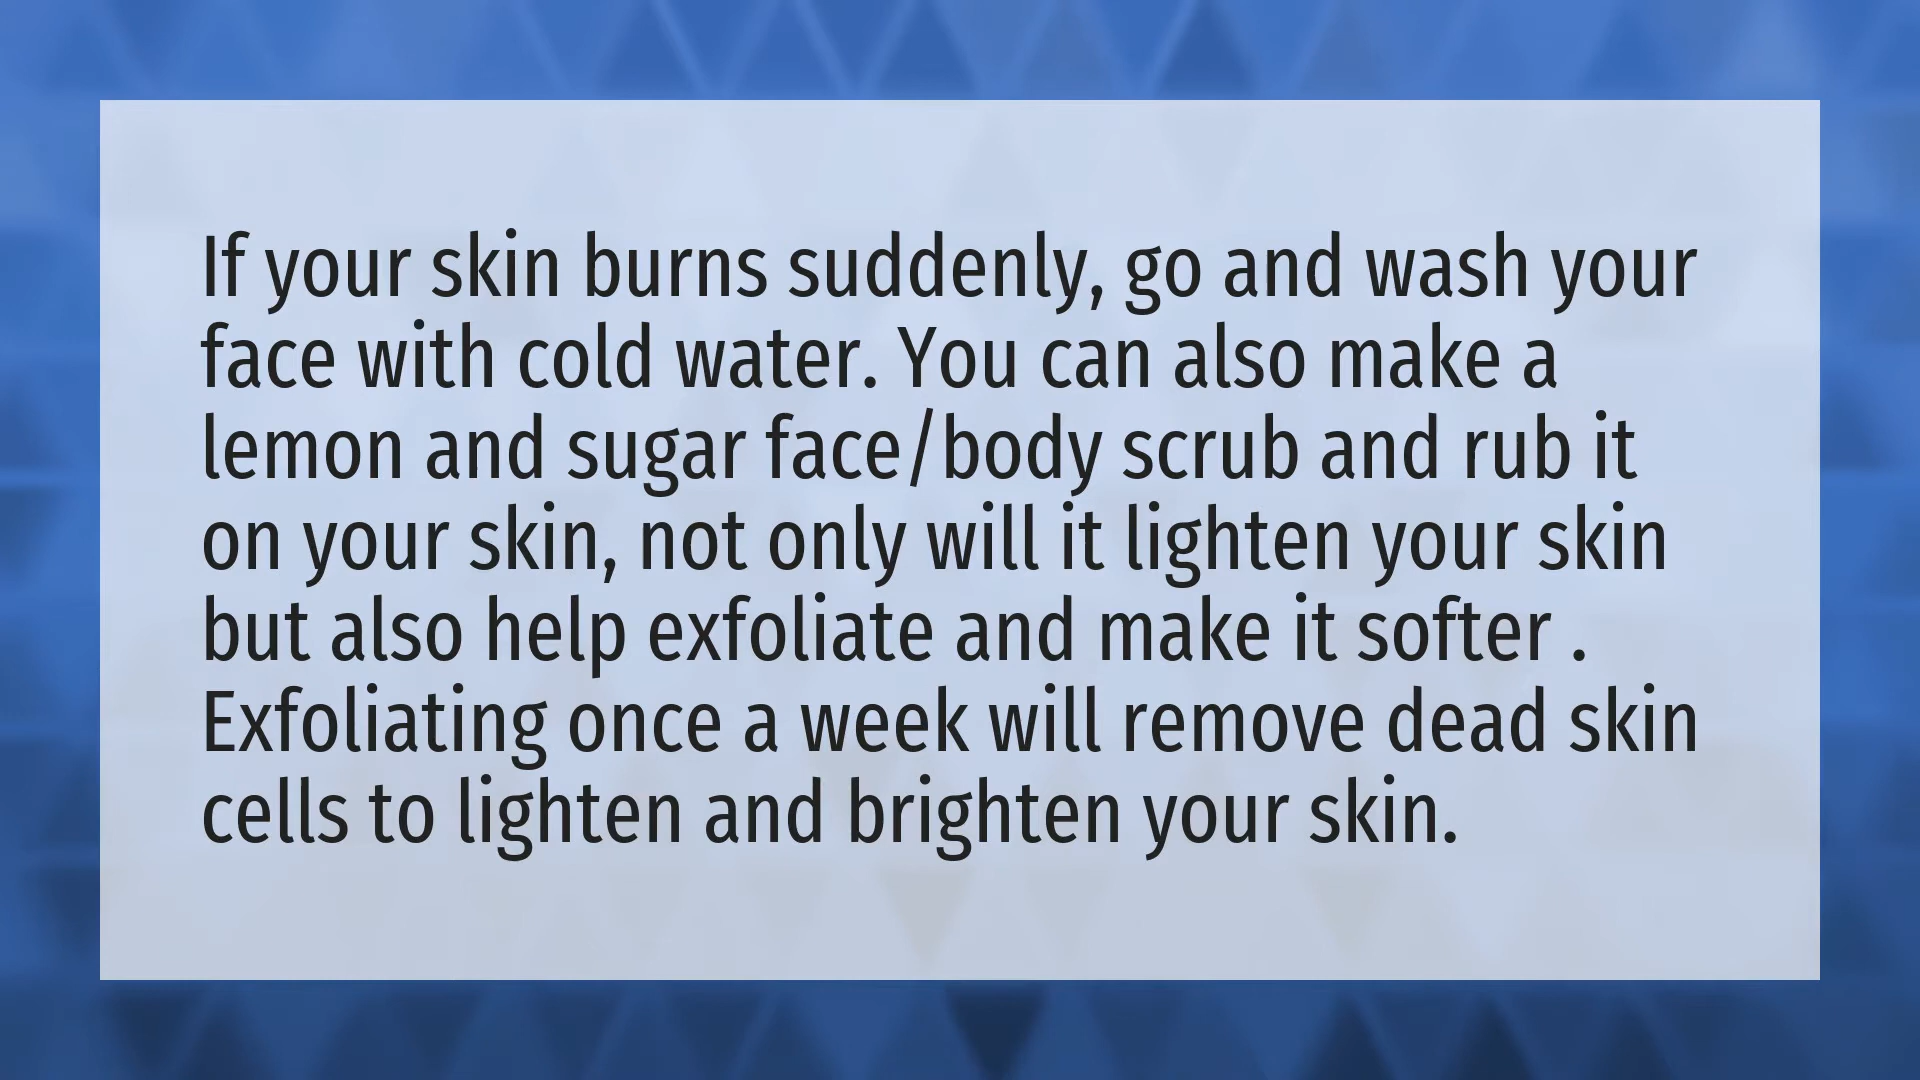 If your skin burns suddenly, go and wash your
face with cold water. You can also make a
lemon and sugar face/body scrub and rub it
on your skin, not only will it lighten your skin
but also help exfoliate and make it softer .
Exfoliating once a week will remove dead skin
cells to lighten and brighten your skin.